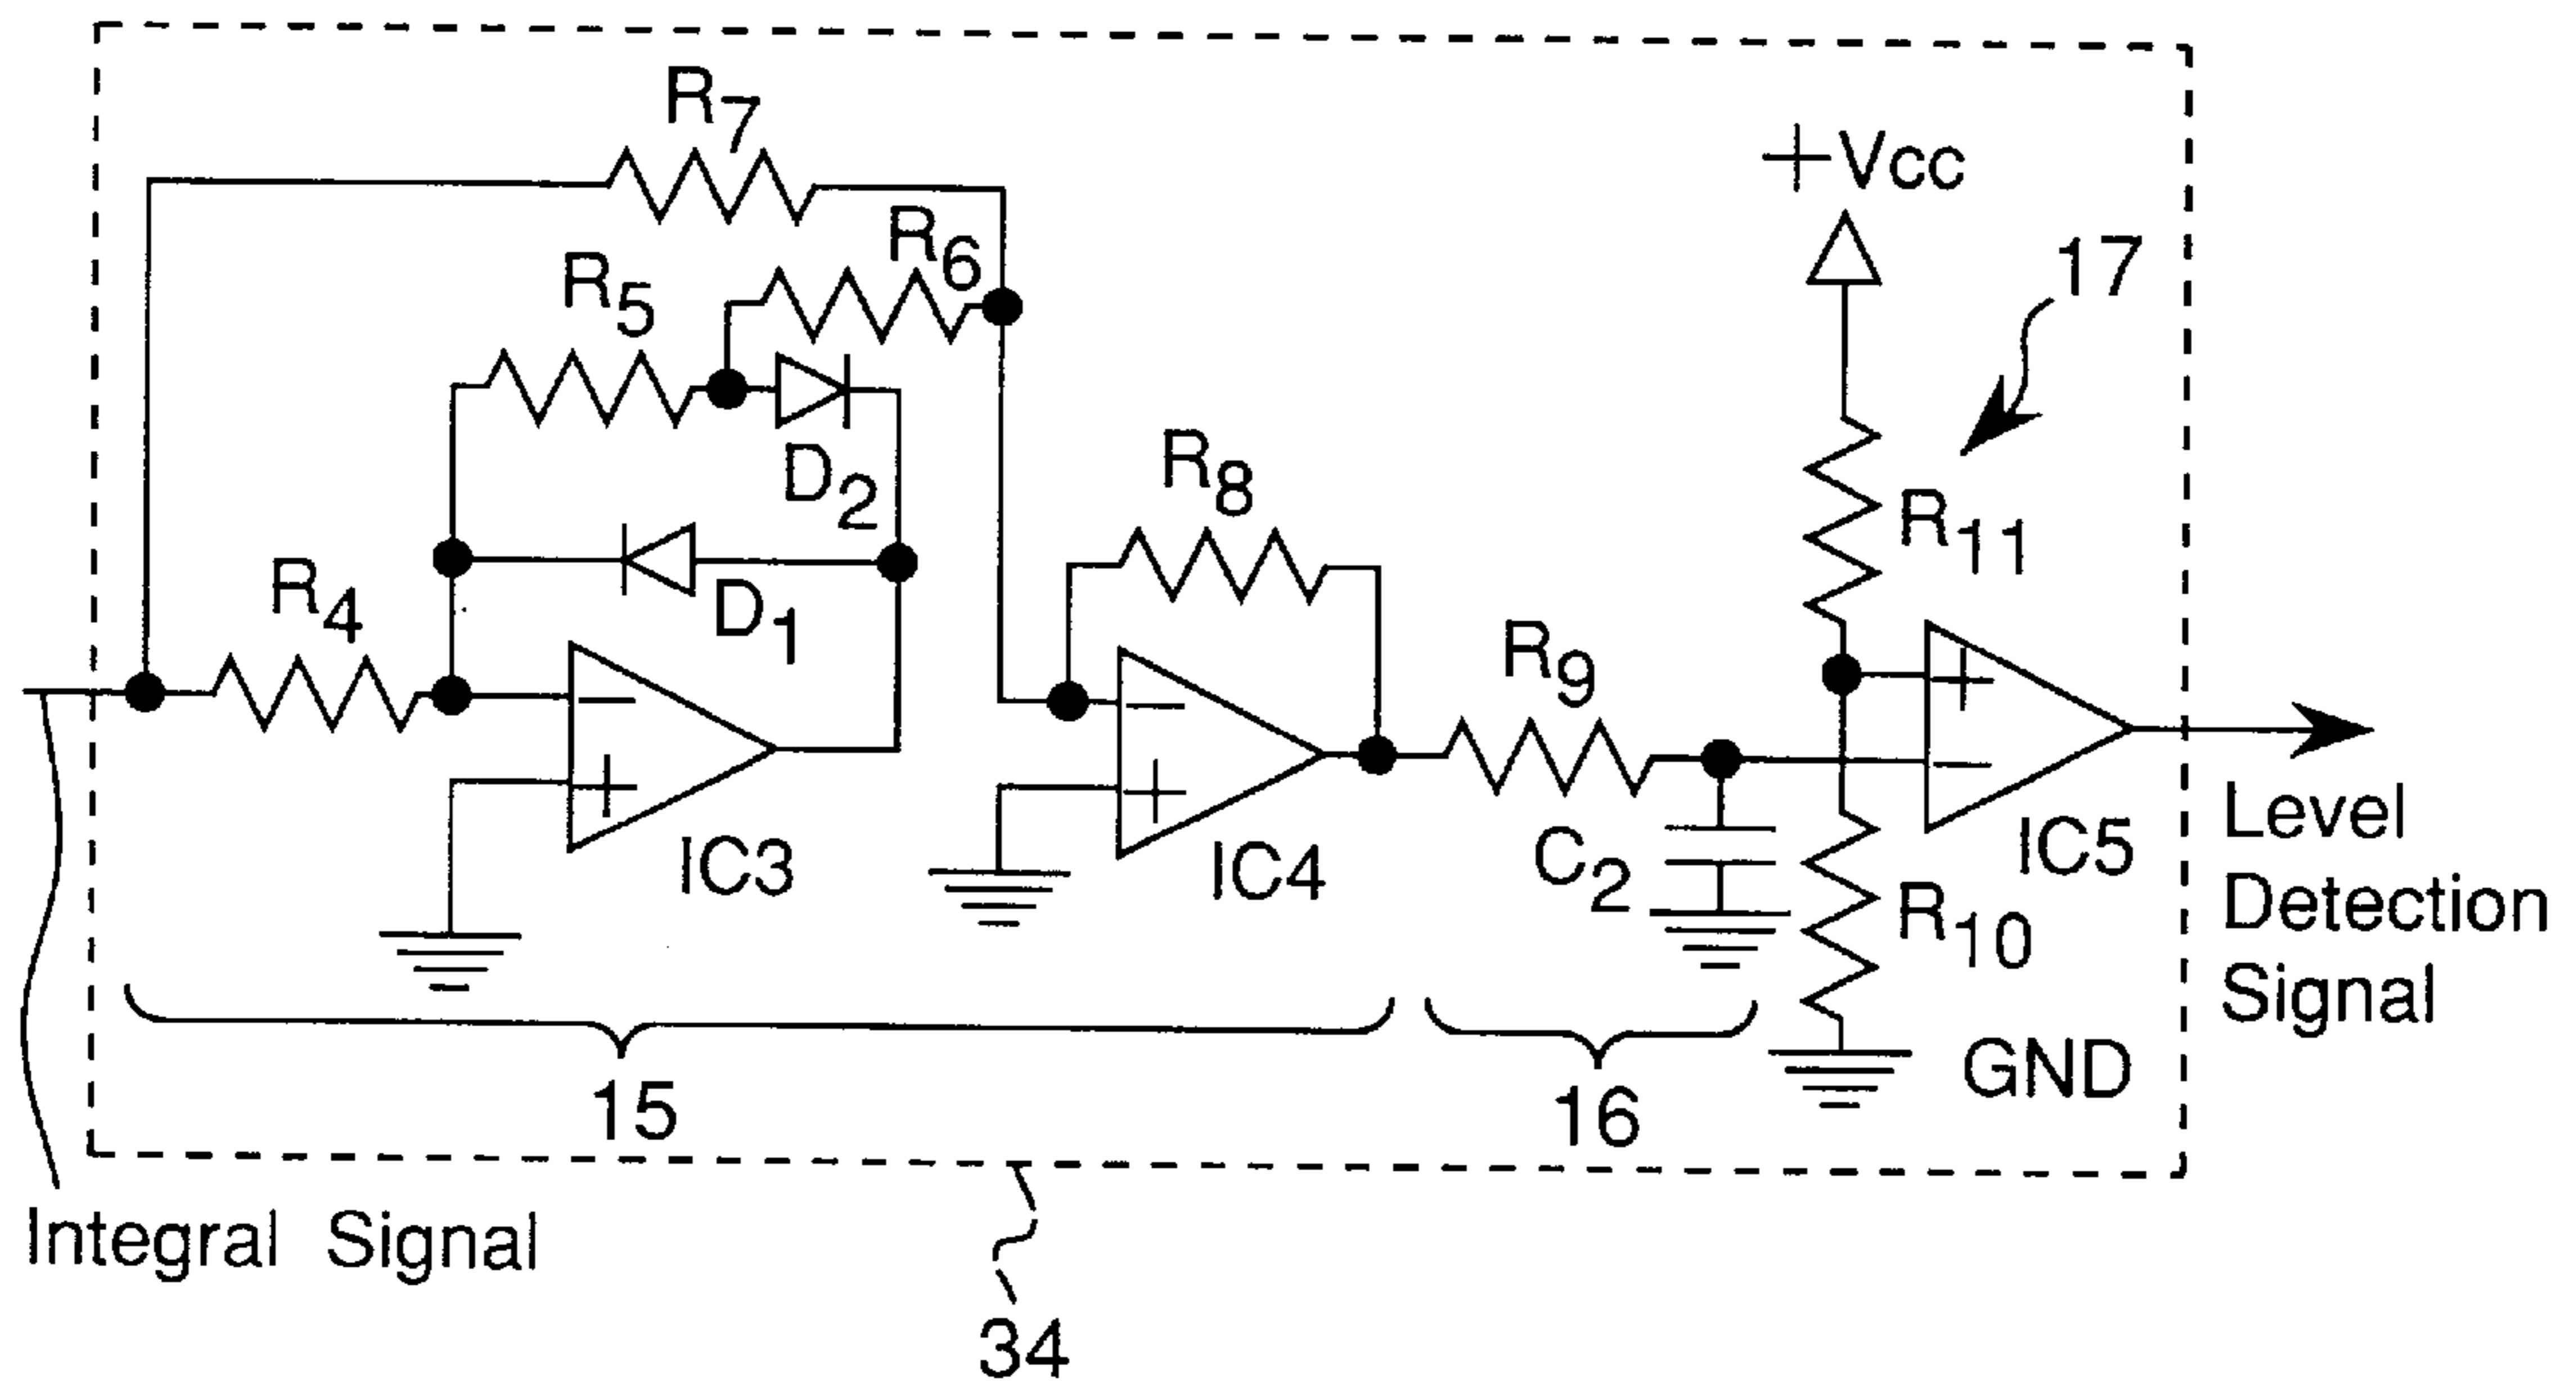 R7
+Vcc
R6
17
R5
D2
R8
R11
R4
D1
R9
IC3
IC4
C2
IC5
R10
Level
Detection
Signal
GND
15
16
Integral Signal
34